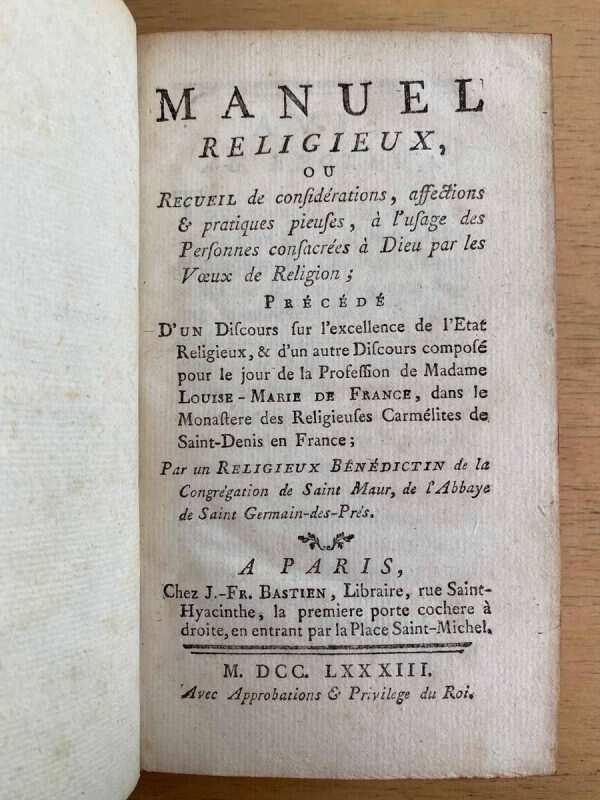 MANUEL
RELIGIEUX,
OU
RECUEIL de conſidérations, affections
& pratiques pieuſes, à l'uſage des
Perſonnes conſacrées à Dieu par les
Vœux de Religion ;
PRÉCÉDÉ
D'UN Diſcours ſur l'excellence de l'Etat
Religieux, & d'un autre Diſcours compoſé
pour le jour de la Profeſſion de Madame
LOUISE-MARIE DE FRANCE, dans le
Monaſtere des Religieuſes Carmélites de
Saint-Denis en France ;
Par un RELIGIEUX BÉNÉDICTIN de la
Congrégation de Saint Maur, de l'Abbaye
de Saint Germain-des-Prés.
A PARIS,
Chez J.-FR. BASTIEN, Libraire, rue Saint-
Hyacinthe, la premiere porte cochere à
droite, en entrant par la Place Saint-Michel.
M. DCC. LXXXIII.
Avec Approbations & Privilege du Roi.